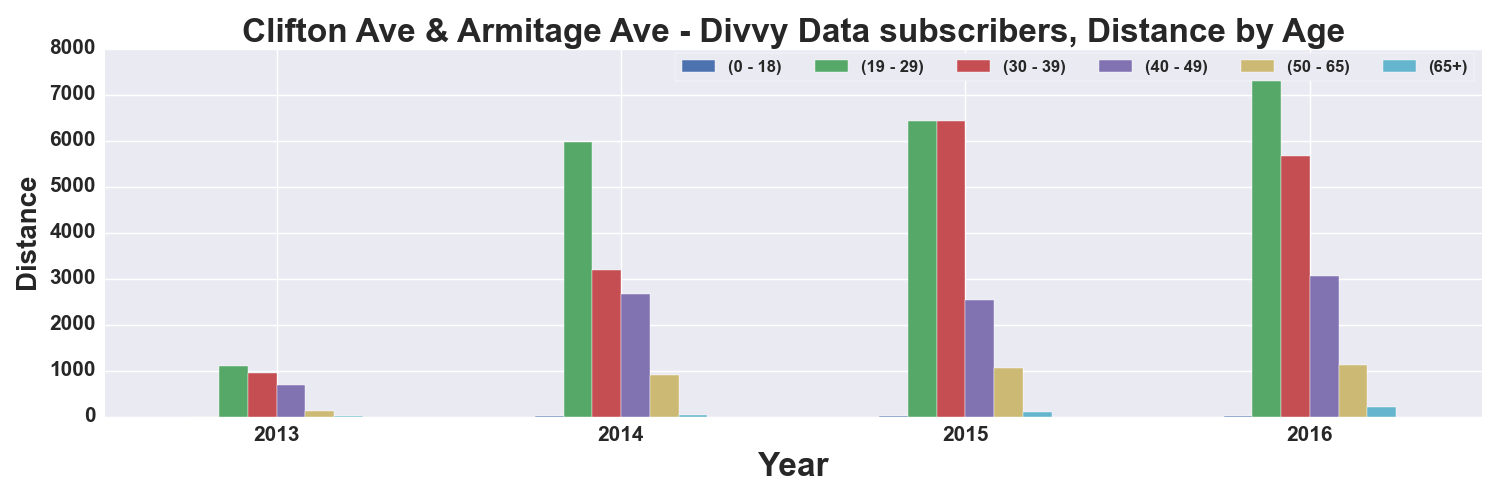 Clifton Ave & Armitage Ave - Divvy Data subscribers, Distance by Age
8000
(0 - 18) (19 - 29) (30 - 39) (40 - 49) (50 - 65) (65+)
7000
6000
5000
4000
3000
2000
1000
0
Distance
2013 2014 2015 2016
Year